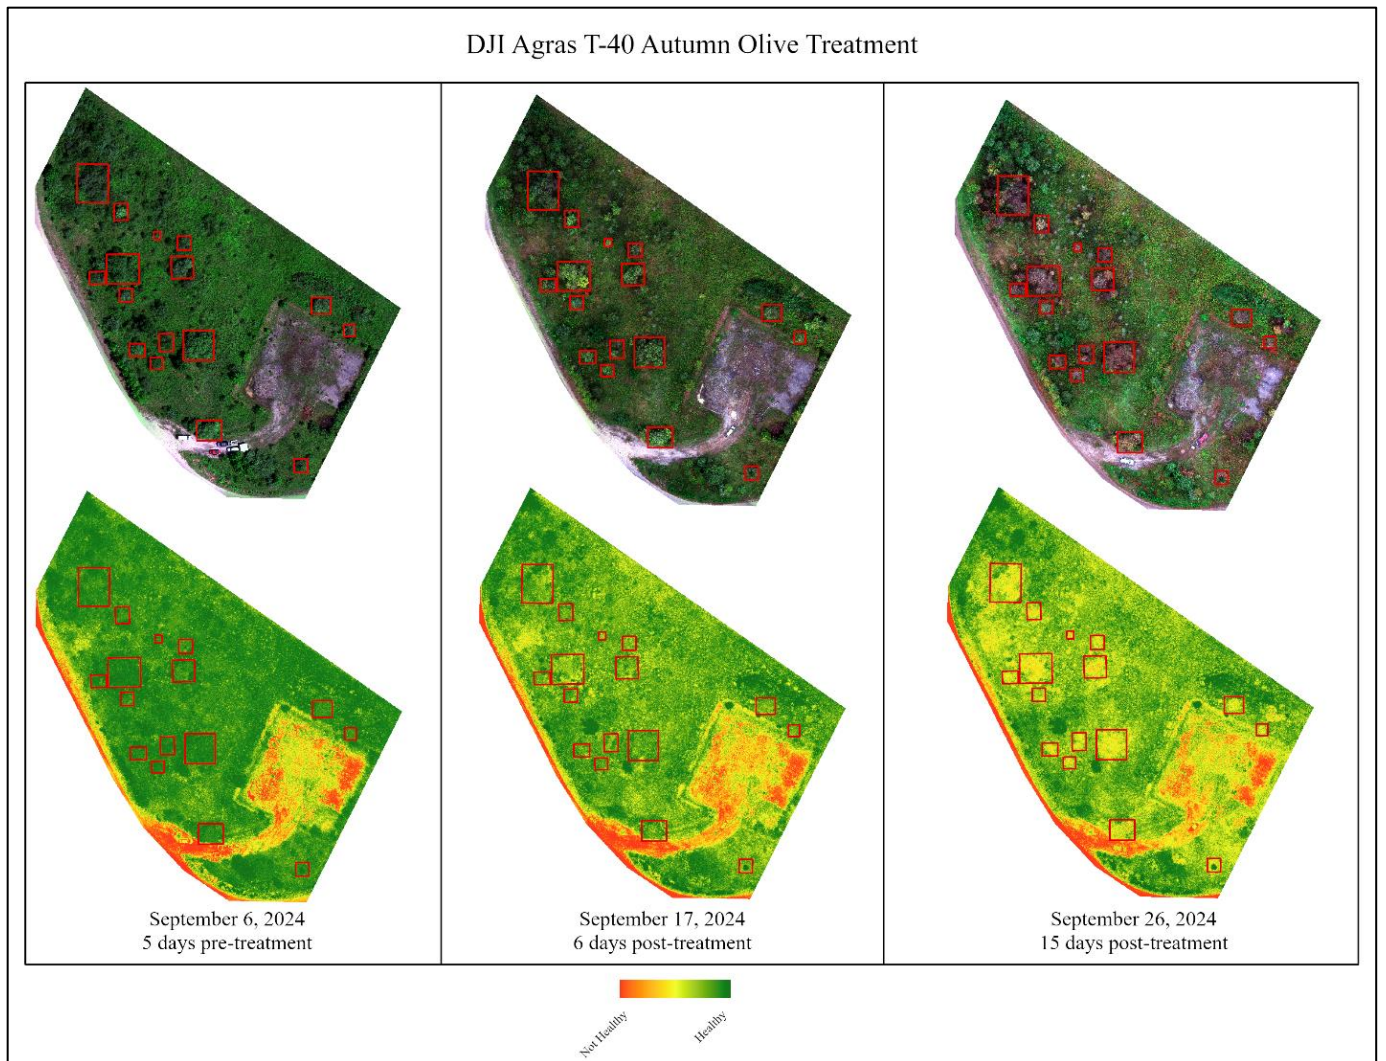 DJI Agras T-40 Autumn Olive Treatment
September 6, 2024
5 days pre-treatment
September 17, 2024
6 days post-treatment
September 26, 2024
15 days post-treatment
Not Healthy
Healthy